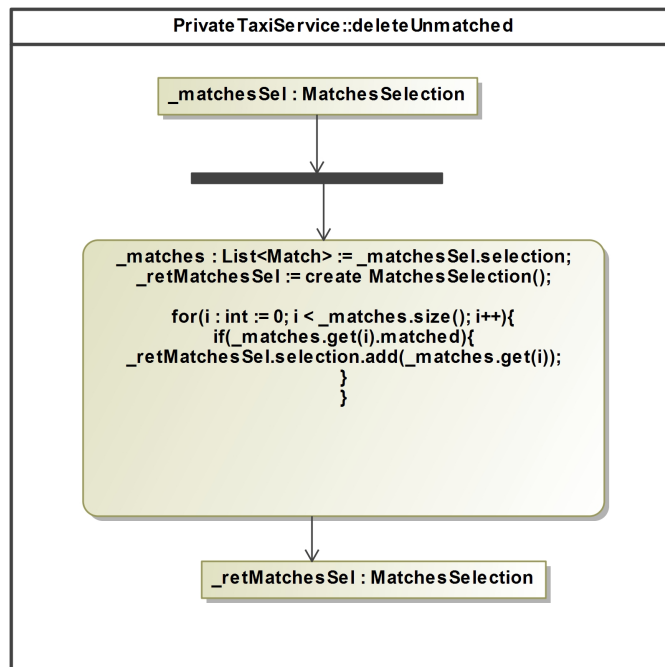 PrivateTaxiService::deleteUnmatched
_matchesSel : MatchesSelection
_matches : List<Match> := _matchesSel.selection;
_retMatchesSel := create MatchesSelection();
for(i : int := 0; i < _matches.size(); i++){
if(_matches.get(i).matched){
_retMatchesSel.selection.add(_matches.get(i));
}
}
_retMatchesSel : MatchesSelection